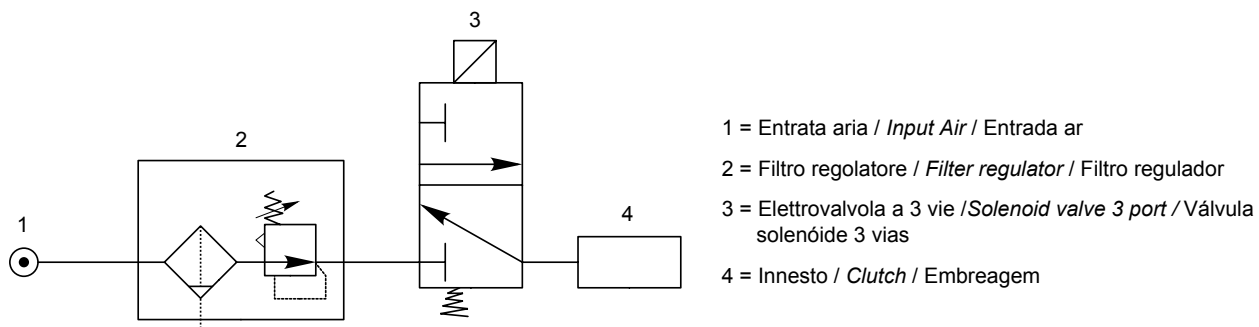 3
2
1
4
1 = Entrata aria / Input Air / Entrada ar
2 = Filtro regolatore / Filter regulator / Filtro regulador
3 = Elettrovalvola a 3 vie /Solenoid valve 3 port / Válvula
solenóide 3 vias
4 = Innesto / Clutch / Embreagem